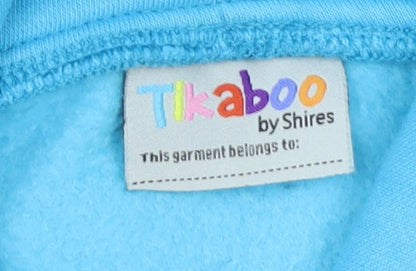 Tikaboo
by Shires
This garment belongs to: